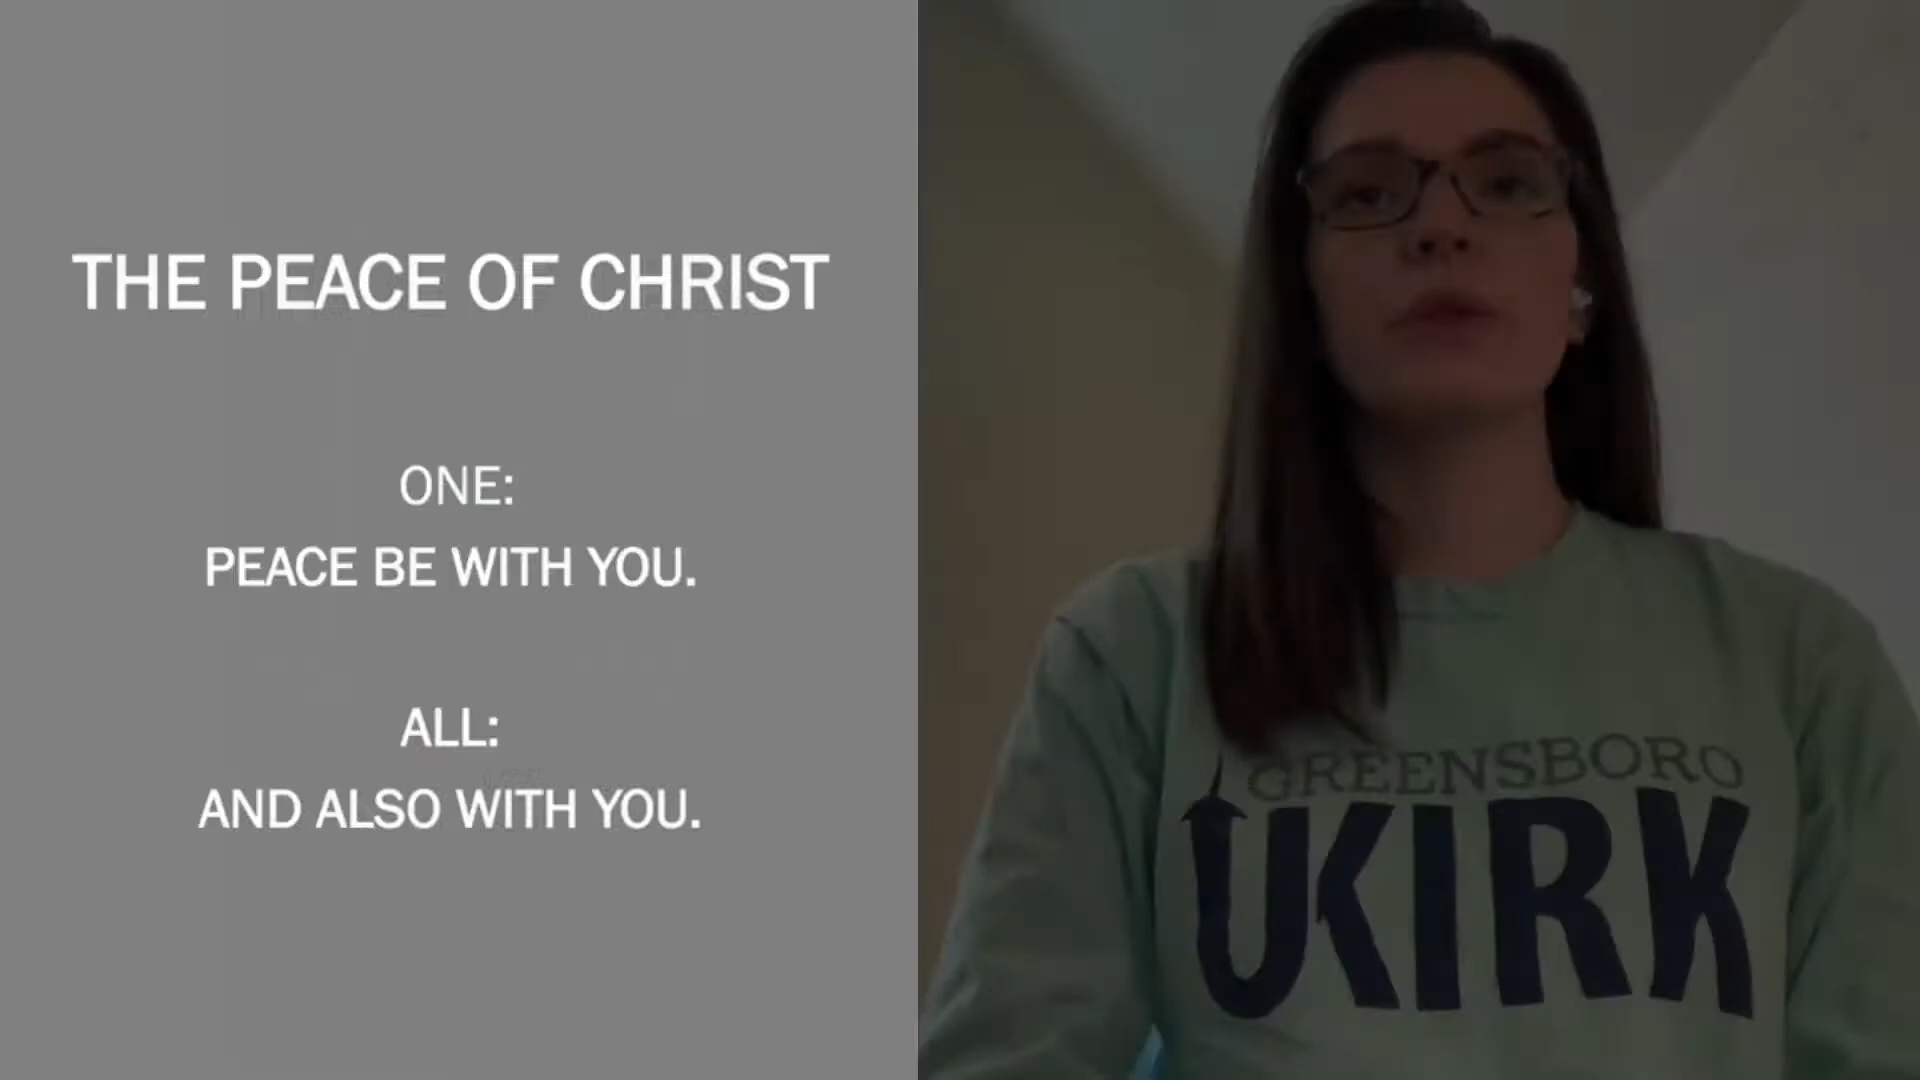 THE PEACE OF CHRIST
ONE:
PEACE BE WITH YOU.
ALL:
AND ALSO WITH YOU.
GREENSBORO
UKIRK